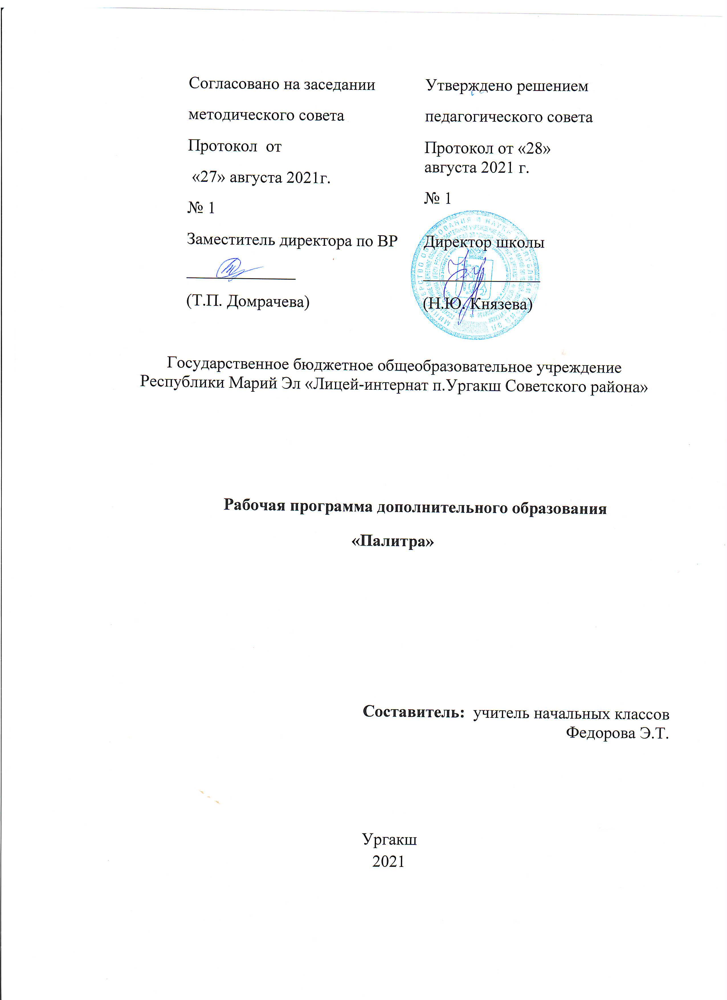 Согласовано на заседании
методического совета
Протокол от
«27» августа 2021г.
№ 1
Заместитель директора по ВР
(Т.П. Домрачева)
Утверждено решением
педагогического совета
Протокол от «28»
августа 2021 г.
№ 1
Директор школы
(Н.Ю. Князева)
Государственное бюджетное общеобразовательное учреждение
Республики Марий Эл «Лицей-интернат п.Ургакш Советского района»
Рабочая программа дополнительного образования
«Палитра»
Составитель: учитель начальных классов
Федорова Э.Т.
Ургакш
2021